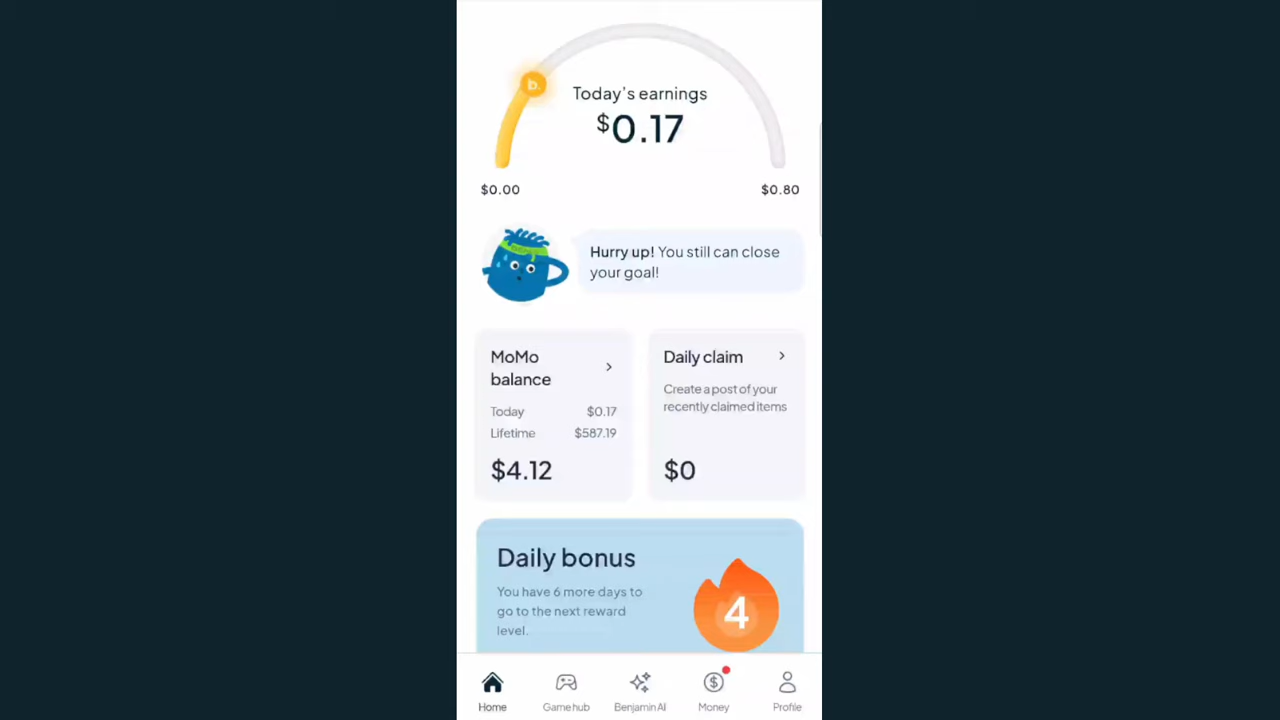 b.
Today's earnings
$0.17
$0.00
$0.80
Hurry up! You still can close
your goal!
MoMo
balance
Today $0.17
Lifetime $587.19
$4.12
Daily claim
Create a post of your
recently claimed items
$0
Daily bonus
You have 6 more days to
go to the next reward
level.
4
Home
Game hub
Benjamin AI
Money
Profile